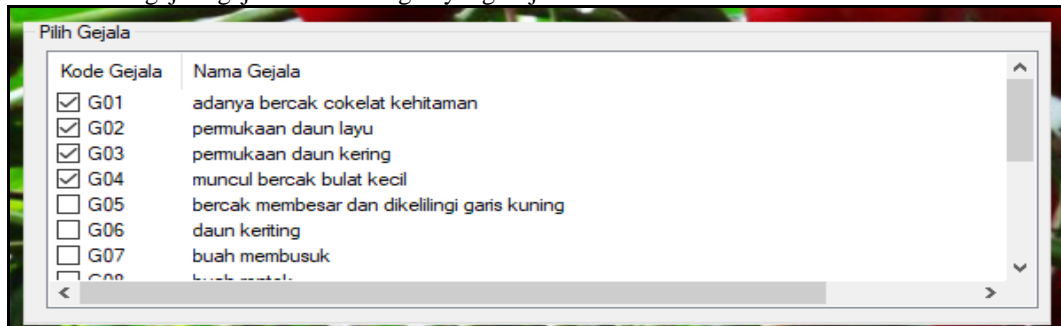 Pilih Gejala
Kode Gejala Nama Gejala
G01 adanya bercak cokelat kehitaman
G02 permukaan daun layu
G03 permukaan daun kering
G04 muncul bercak bulat kecil
G05 bercak membesar dan dikelilingi garis kuning
G06 daun keriting
G07 buah membusuk